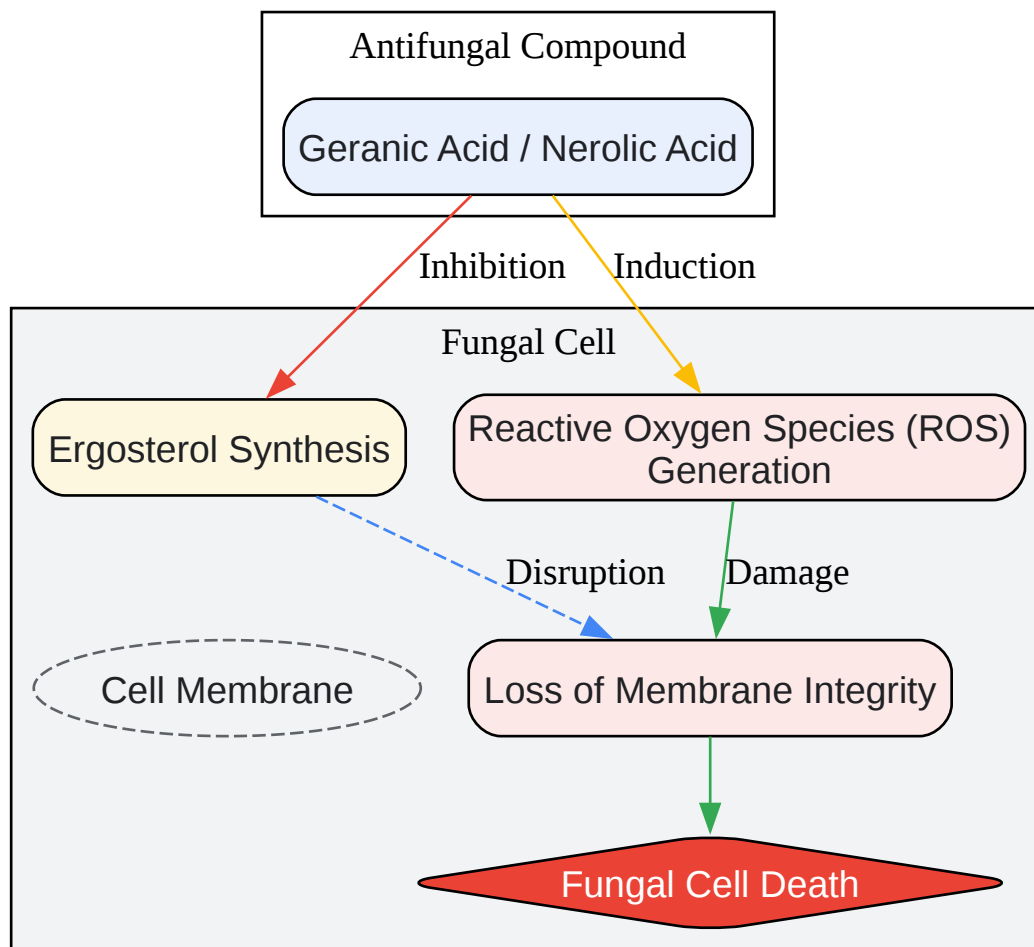 Antifungal Compound
Geranic Acid / Nerolic Acid
Inhibition
Induction
Fungal Cell
Ergosterol Synthesis
Reactive Oxygen Species (ROS)
Generation
Disruption
Damage
Cell Membrane
Loss of Membrane Integrity
Fungal Cell Death